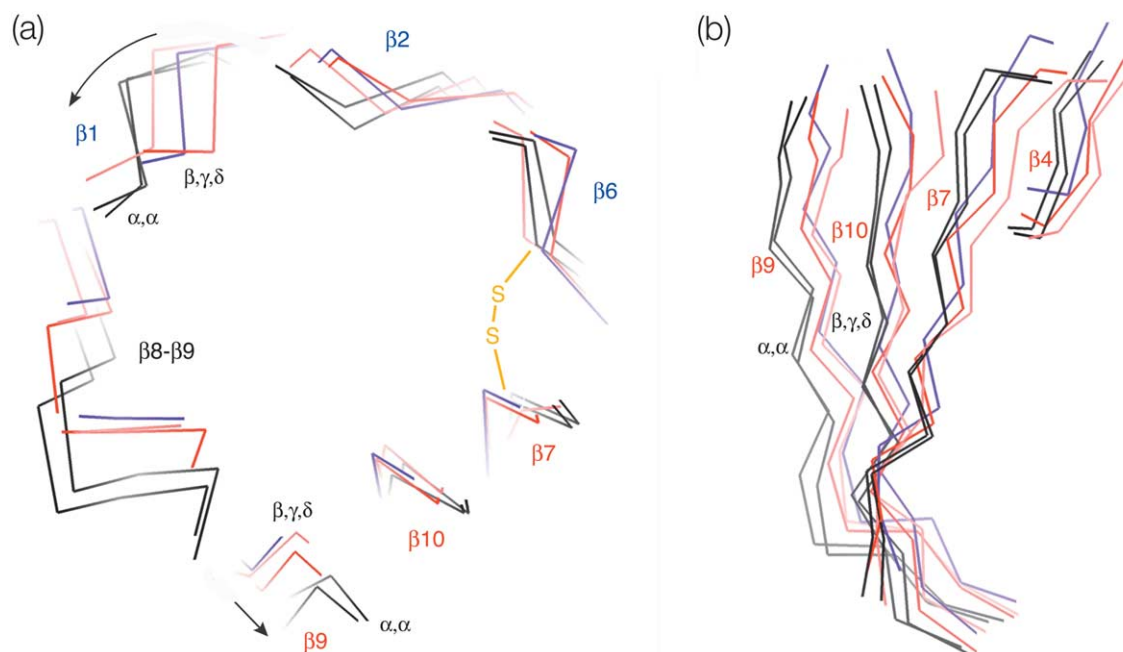 (a)
β2
β1
β,γ,δ
α,α
β6
S
S
β8-β9
β7
β,γ,δ
β10
β9
α,α
(b)
β4
β7
β10
β9
β,γ,δ
α,α